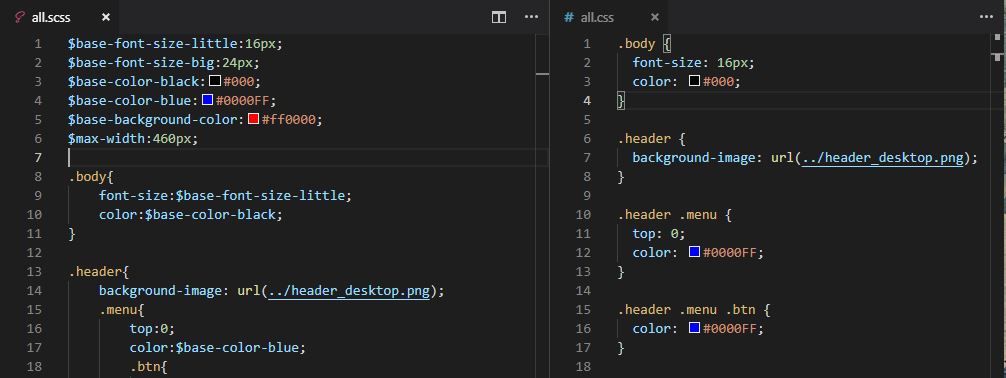 all.scss
1 $base-font-size-little:16px;
2 $base-font-size-big:24px;
3 $base-color-black:#000;
4 $base-color-blue:#0000FF;
5 $base-background-color:#ff0000;
6 $max-width:460px;
7
8 .body{
9 font-size:$base-font-size-little;
10 color:$base-color-black;
11 }
12
13 .header{
14 background-image: url(../header_desktop.png);
15 .menu{
16 top:0;
17 color:$base-color-blue;
18 .btn{
all.css
1 .body {
2 font-size: 16px;
3 color: #000;
4 }
5
6 .header {
7 background-image: url(../header_desktop.png);
8 }
9
10 .header .menu {
11 top: 0;
12 color: #0000FF;
13 }
14
15 .header .menu .btn {
16 color: #0000FF;
17 }
18